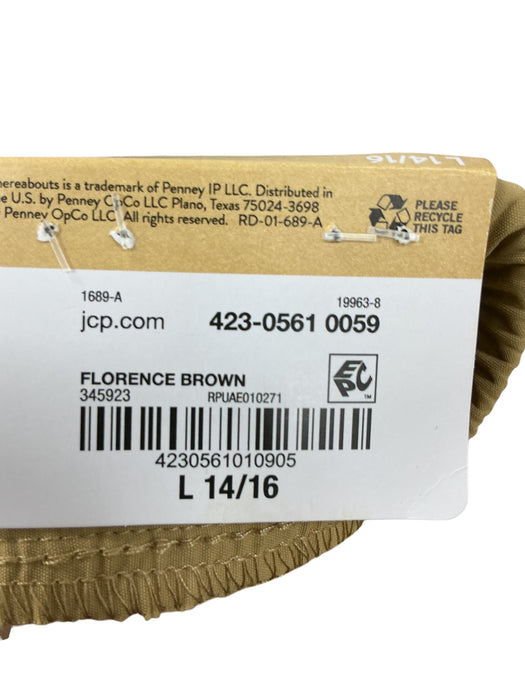 L 14/16
hereabouts is a trademark of Penney IP LLC. Distributed in
e U.S. by Penney OpCo LLC Plano, Texas 75024-3698
Penney OpCo LLC. All rights reserved. RD-01-689-A
PLEASE
RECYCLE
THIS TAG
1689-A
19963-8
jcp.com
423-0561 0059
FLORENCE BROWN
345923
RPUAE010271
EPC
TM
4230561010905
L 14/16